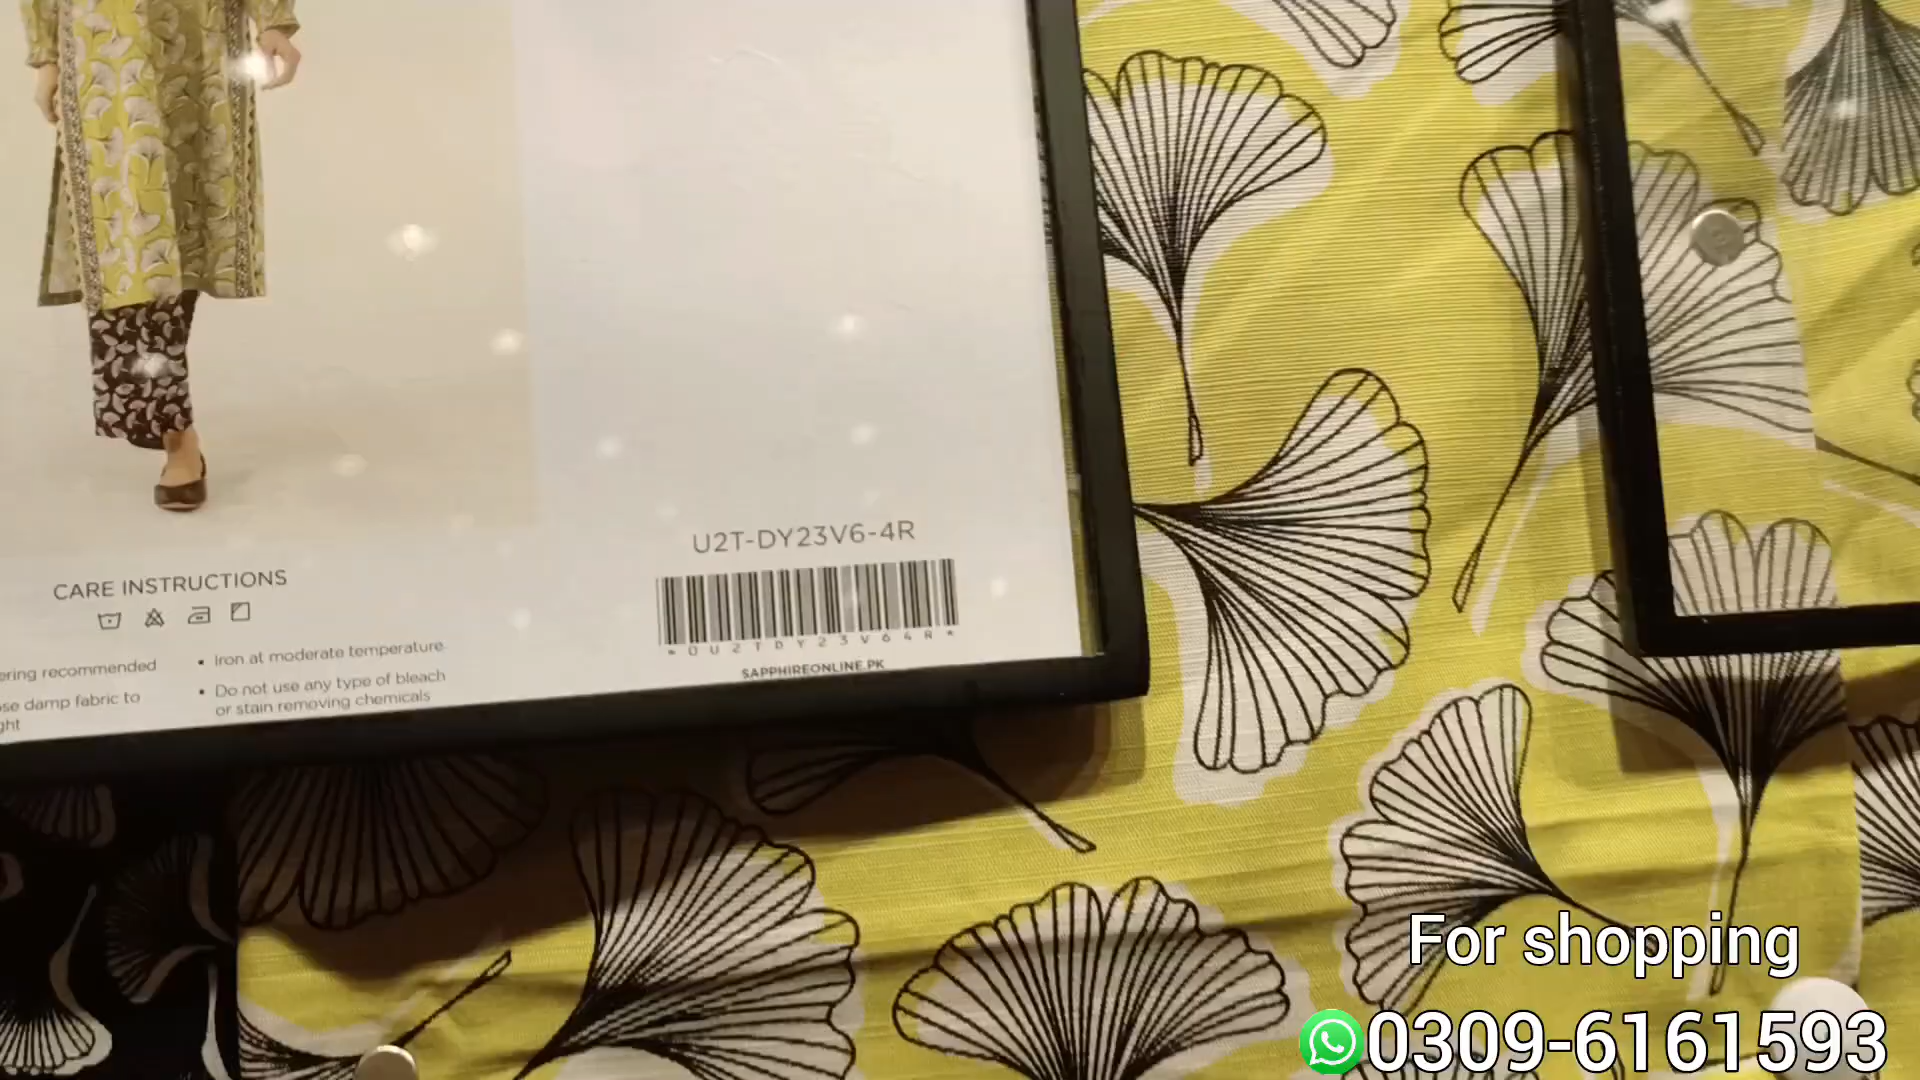 U2T-DY23V6-4R
*0U2TDY23V64R*
SAPPHIREONLINE.PK
CARE INSTRUCTIONS
ering recommended
se damp fabric to
ght
• Iron at moderate temperature
• Do not use any type of bleach
or stain removing chemicals
For shopping
0309-6161593